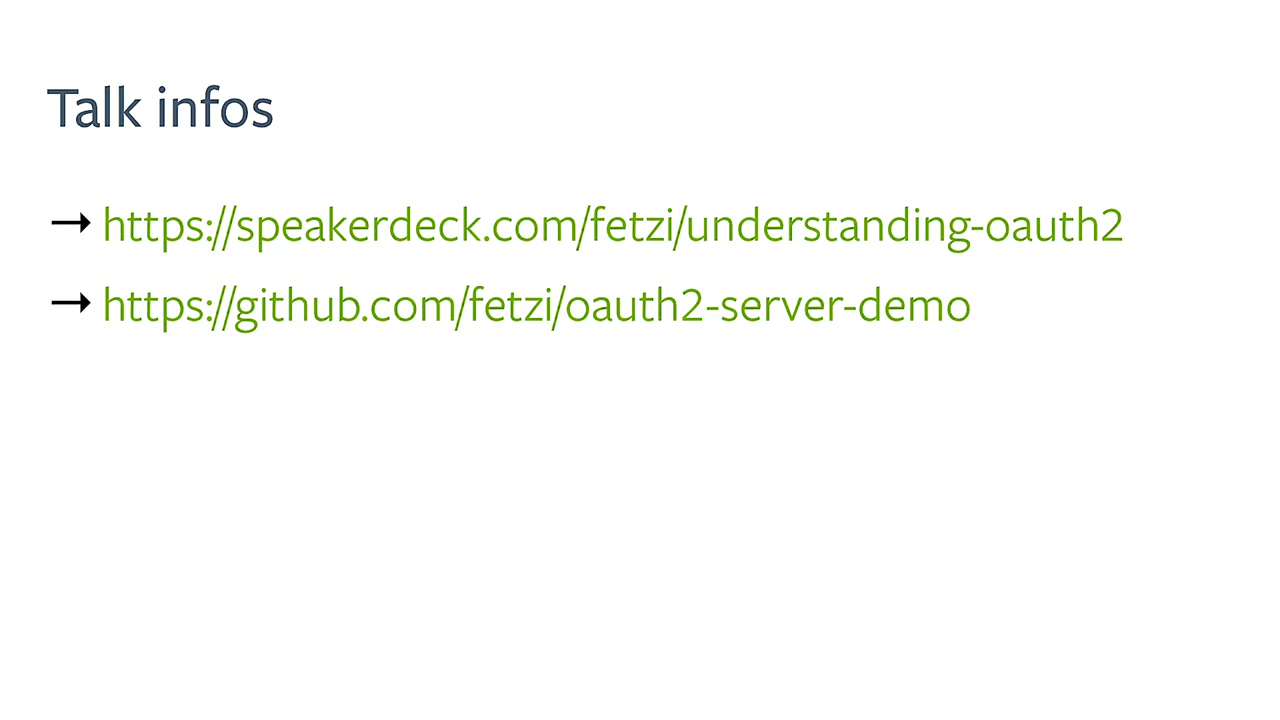 Talk infos
→ https://speakerdeck.com/fetzi/understanding-oauth2
→ https://github.com/fetzi/oauth2-server-demo